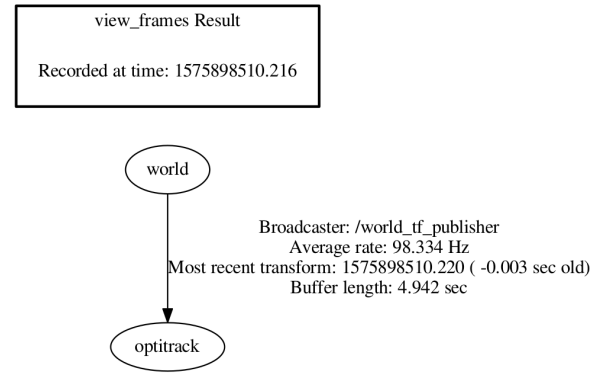 view_frames Result
Recorded at time: 1575898510.216
world
Broadcaster: /world_tf_publisher
Average rate: 98.334 Hz
Most recent transform: 1575898510.220 ( -0.003 sec old)
Buffer length: 4.942 sec
optitrack